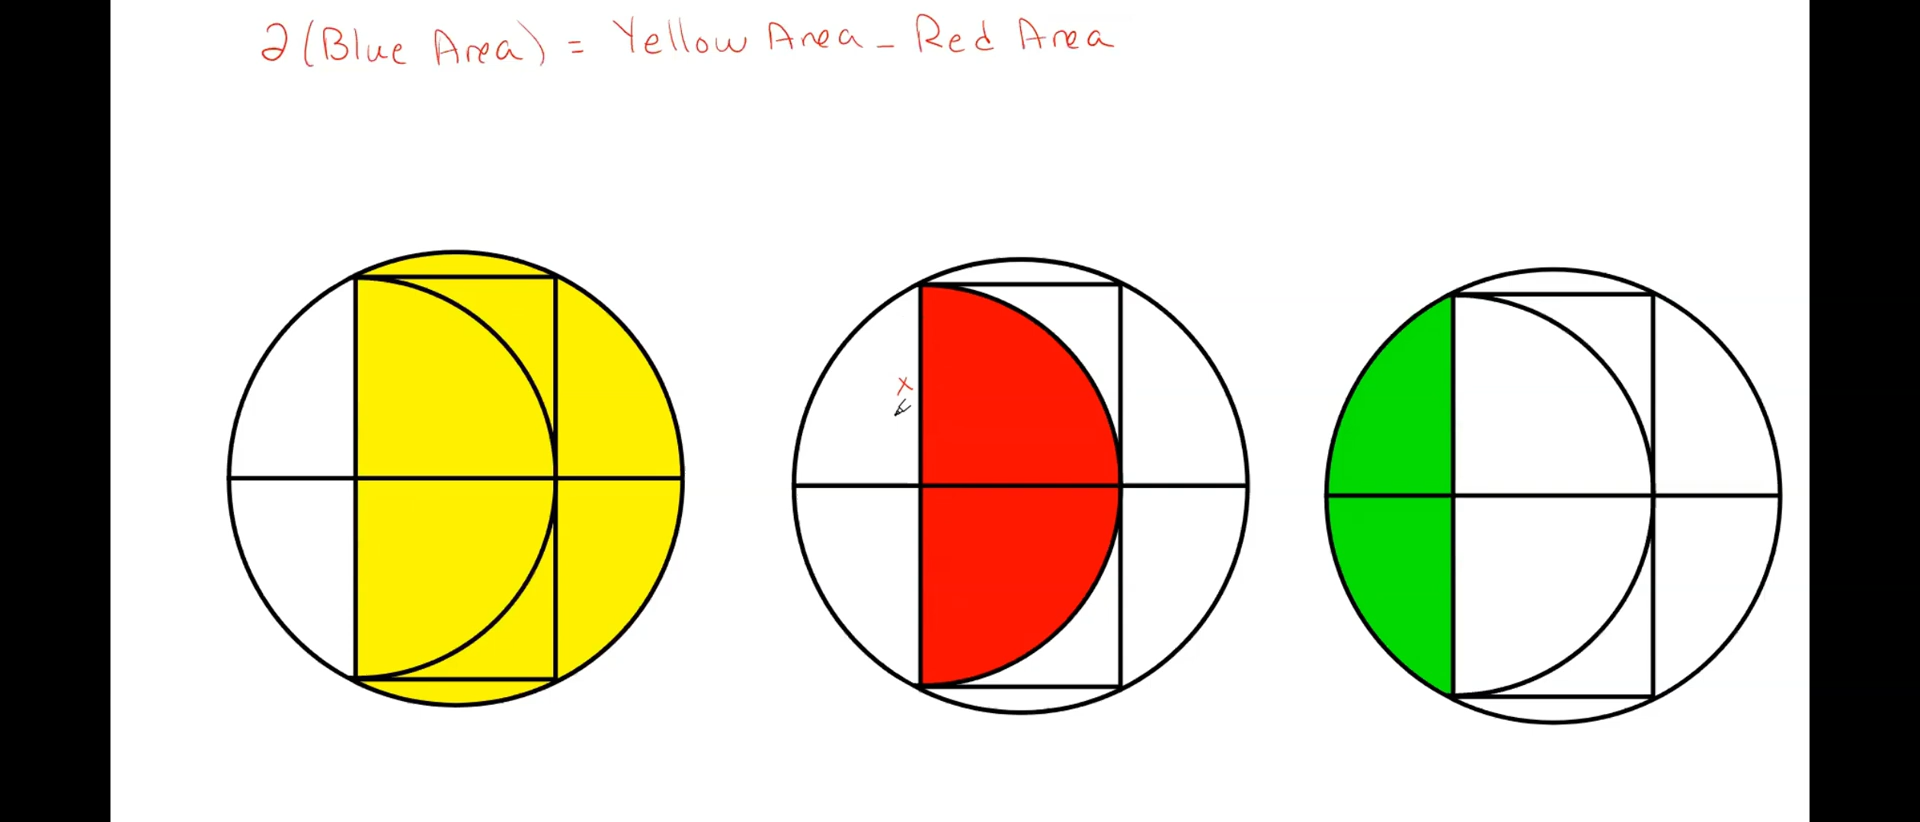 2(Blue Area) = Yellow Area - Red Area
x